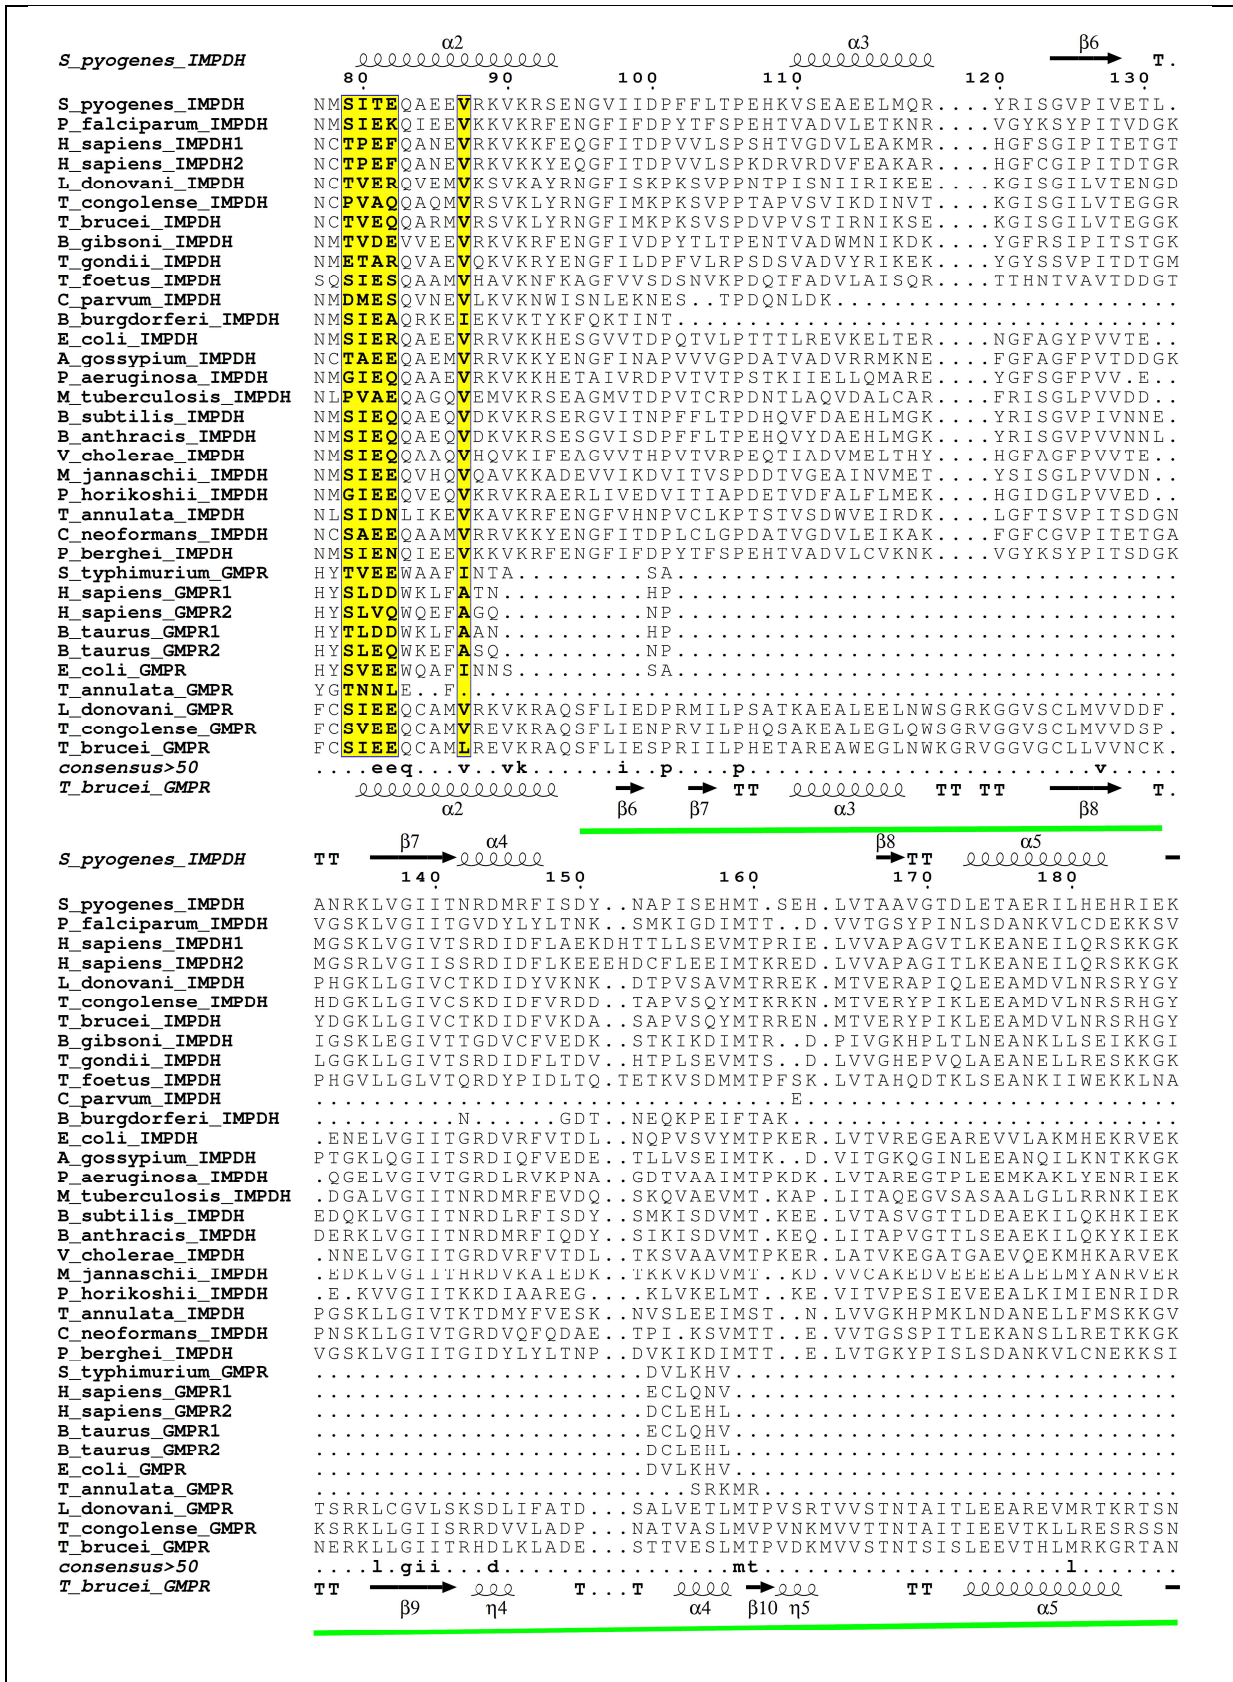 α2 α3 β6
S_pyogenes_IMPDH T.
80 90 100 110 120 130
S_pyogenes_IMPDH NMSITEQAEEVRKVKRSENGVIIDPFFLTPEHKVSEAEELMQR....YRISGVPIVETL.
P_falciparum_IMPDH NMSIEKQIEEVKKVKRFENGFIFDPYTFSPEHTVADVLETKNR....VGYKSYPITVDGK
H_sapiens_IMPDH1 NCTPEFQANEVRKVKKFEQGFITDPVVLSPSHTVGDVLEAKMR....HGFSGIPITETGT
H_sapiens_IMPDH2 NCTPEFQANEVRKVKKYEQGFITDPVVLSPKDRVRDVFEAKAR....HGFCGIPITDTGR
L_donovani_IMPDH NCTVERQVEMVKSVKAYRNGFISKPKSVPPNTPISNIIRIKEE....KGISGILVTENGD
T_congolense_IMPDH NCPVAQQAQMVRSVKLYRNGFIMKPKSVPPTAPVSVIKDINVT....KGISGILVTEGGR
T_brucei_IMPDH NCTVEQQARMVRSVKLYRNGFIMKPKSVSPDVPVSTIRNIKSE....KGISGILVTEGGK
B_gibsoni_IMPDH NMTVDEVVEEVRKVKRFENGFIVDPYTLTPENTVADWMNIKDK....YGFRSIPITSTGK
T_gondii_IMPDH NMETARQVAEVQKVKRYENGFILDPFVLRPSDSVADVYRIKEK....YGYSSVPITDTGM
T_foetus_IMPDH SQSIESQAAMVHAVKNFKAGFVVSDSNVKPDQTFADVLAISQR....TTHNTVAVTDDGT
C_parvum_IMPDH NMDMESQVNEVLKVKNWISNLEKNES..TPDQNLDK........................
B_burgdorferi_IMPDH NMSIEAQRKEIEKVKTYKFQKTINT...................................
E_coli_IMPDH NMSIERQAEMVRRVKKHESGVVTDPQTVLPTTTLREVKELTER....NGFAGYPVVTE..
A_gossypium_IMPDH NCTAEEQAEMVRRVKKYENGFINAPVVVGPDATVADVRRMKNE....FGFAGFPVTDDGK
P_aeruginosa_IMPDH NMGIEQQAAEVRKVKKHETAIVRDPVTVTPSTKIIELLQMARE....YGFSGFPVV.E..
M_tuberculosis_IMPDH NLPVAEQAGQVEMVKRSEAGMVTDPVTCRPDNTLAQVDALCAR....FRISGLPVVDD..
B_subtilis_IMPDH NMSIEQQAEQVDKVKRSERGVITNPFFLTPDHQVFDAEHLMGK....YRISGVPIVNNE.
B_anthracis_IMPDH NMSIEQQAEQVDKVKRSESGVISDPFFLTPEHQVYDAEHLMGK....YRISGVPVVNNL.
V_cholerae_IMPDH NMSIEQQAAQVHQVKIFEAGVVTHPVTVRPEQTIADVMELTHY....HGFAGFPVVTE..
M_jannaschii_IMPDH NMSIEEQVHQVQAVKKADEVVIKDVITVSPDDTVGEAINVMET....YSISGLPVVDN..
P_horikoshii_IMPDH NMGIEEQVEQVKRVKRAERLIVEDVITIAPDETVDFALFLMEK....HGIDGLPVVED..
T_annulata_IMPDH NLSIDNLIKEVKAVKRFENGFVHNPVCLKPTSTVSDWVEIRDK....LGFTSVPITSDGN
C_neoformans_IMPDH NCSAEEQAAMVRRVKKYENGFITDPLCLGPDATVGDVLEIKAK....FGFCGVPITETGA
P_berghei_IMPDH NMSIENQIEEVKKVKRFENGFIFDPYTFSPEHTVADVLCVKNK....VGYKSYPITSDGK
S_typhimurium_GMPR HYTVEEWAAFINTA.........SA...................................
H_sapiens_GMPR1 HYSLDDWKLFATN..........HP...................................
H_sapiens_GMPR2 HYSLVQWQEFAGQ..........NP...................................
B_taurus_GMPR1 HYTLDDWKLFAAN..........HP...................................
B_taurus_GMPR2 HYSLEQWKEFASQ..........NP...................................
E_coli_GMPR HYSVEEWQAFINNS.........SA...................................
T_annulata_GMPR YGTNNLE..F..................................................
L_donovani_GMPR FCSIEEQCAMVRKVKRAQSFLIEDPRMILPSATKAEALEELNWSGRKGGVSCLMVVDDF.
T_congolense_GMPR FCSVEEQCAMVRKVKRAQSFLIENPRVILPHQSAKEALEGLQWSGRVGGVSCLMVVDSP.
T_brucei_GMPR FCSIEEQCAMLREVKRAQSFLIESPRIILPHETAREAWEGLNWKGRVGGVGCLLVVNCK.
consensus>50 ....eeq...v..vk......i..p....p........................v.....
T_brucei_GMPR TT TT TT T.
α2 β6 β7 α3 β8
β7 α4 β8 α5
S_pyogenes_IMPDH TT TT
140 150 160 170 180
S_pyogenes_IMPDH ANRKLVGIITNRDMRFISDY..NAPISEHMT.SEH.LVTAAVGTDLETAERILHEHRIEK
P_falciparum_IMPDH VGSKLVGIVTGVDYLYLTNK..SMKIGDIMTT..D.VVTGSYPINLSDANKVLCDEKKSV
H_sapiens_IMPDH1 MGSKLVGIVTSRDIDFLAEKDHTTLLSEVMTPRIE.LVVAPAGVTLKEANEILQRSKKGK
H_sapiens_IMPDH2 MGSRLVGIISSRDIDFLKEEEHDCFLEEIMTKRED.LVVAPAGITLKEANEILQRSKKGK
L_donovani_IMPDH PHGKLLGIVCTKDIDYVKNK..DTPVSAVMTRREK.MTVERAPIQLEEAMDVLNRSRYGY
T_congolense_IMPDH HDGKLLGIVCSKDIDFVRDD..TAPVSQYMTKRKN.MTVERYPIKLEEAMDVLNRSRHGY
T_brucei_IMPDH YDGKLLGIVCTKDIDFVKDA..SAPVSQYMTRREN.MTVERYPIKLEEAMDVLNRSRHGY
B_gibsoni_IMPDH IGSKLEGIVTTGDVCFVEDK..STKIKDIMTR..D.PIVGKHPLTLNEANKLLSEIKKGI
T_gondii_IMPDH LGGKLLGIVTSRDIDFLTDV..HTPLSEVMTS..D.LVVGHEPVQLAEANELLRESKKGK
T_foetus_IMPDH PHGVLLGLVTQRDYPIDLTQ.TETKVSDMMTPFSK.LVTAHQDTKLSEANKIIWEKKLNA
C_parvum_IMPDH .................................E..........................
B_burgdorferi_IMPDH ..........N......GDT..NEQKPEIFTAK...........................
E_coli_IMPDH .ENELVGIITGRDVRFVTDL..NQPVSVYMTPKER.LVTVREGEAREVVLAKMHEKRVEK
A_gossypium_IMPDH PTGKLQGIITSRDIQFVEDE..TLLVSEIMTK..D.VITGKQGINLEEANQILKNTKKGK
P_aeruginosa_IMPDH .QGELVGIITGRDLRVKPNA..GDTVAAIMTPKDK.LVTAREGTPLEEMKAKLYENRIEK
M_tuberculosis_IMPDH .DGALVGIITNRDMRFEVDQ..SKQVAEVMT.KAP.LITAQEGVSASAALGLLRRNKIEK
B_subtilis_IMPDH EDQKLVGIITNRDLRFISDY..SMKISDVMT.KEE.LVTASVGTTLDEAEKILQKHKIEK
B_anthracis_IMPDH DERKLVGIITNRDMRFIQDY..SIKISDVMT.KEQ.LITAPVGTTLSEAEKILQKYKIEK
V_cholerae_IMPDH .NNELVGIITGRDVRFVTDL..TKSVAAVMTPKER.LATVKEGATGAEVQEKMHKARVEK
M_jannaschii_IMPDH .EDKLVGIITHRDVKAIEDK..TKKVKDVMT..KD.VVCAKEDVEEEEALELMYANRVER
P_horikoshii_IMPDH .E.KVVGIITKKDIAAREG....KLVKELMT..KE.VITVPESIEVEEALKIMIENRIDR
T_annulata_IMPDH PGSKLLGIVTKTDMYFVESK..NVSLEEIMST..N.LVVGKHPMKLNDANELLFMSKKGV
C_neoformans_IMPDH PNSKLLGIVTGRDVQFQDAE..TPI.KSVMTT..E.VVTGSSPITLEKANSLLRETKKGK
P_berghei_IMPDH VGSKLVGIITGIDYLYLTNP..DVKIKDIMTT..E.LVTGKYPISLSDANKVLCNEKKSI
S_typhimurium_GMPR .......................DVLKHV...............................
H_sapiens_GMPR1 .......................ECLQNV...............................
H_sapiens_GMPR2 .......................DCLEHL...............................
B_taurus_GMPR1 .......................ECLQHV...............................
B_taurus_GMPR2 .......................DCLEHL...............................
E_coli_GMPR .......................DVLKHV...............................
T_annulata_GMPR ..........................SRKMR.............................
L_donovani_GMPR TSRRLCGVLSKSDLIFATD...SALVETLMTPVSRTVVSTNTAITLEEAREVMRTKRTSN
T_congolense_GMPR KSRKLLGIISRRDVVLADP...NATVASLMVPVNKMVVTTNTSAITIEEVTKLLRESRSSN
T_brucei_GMPR NERKLLGIITRHDLKLADE...STTVESLMTPVDKMVVSTNTSISLEEVTHLMRKGRTAN
consensus>50 ....l.gii...d................mt......................l.......
T_brucei_GMPR TT T...T TT
β9 η4 α4 β10 η5 α5